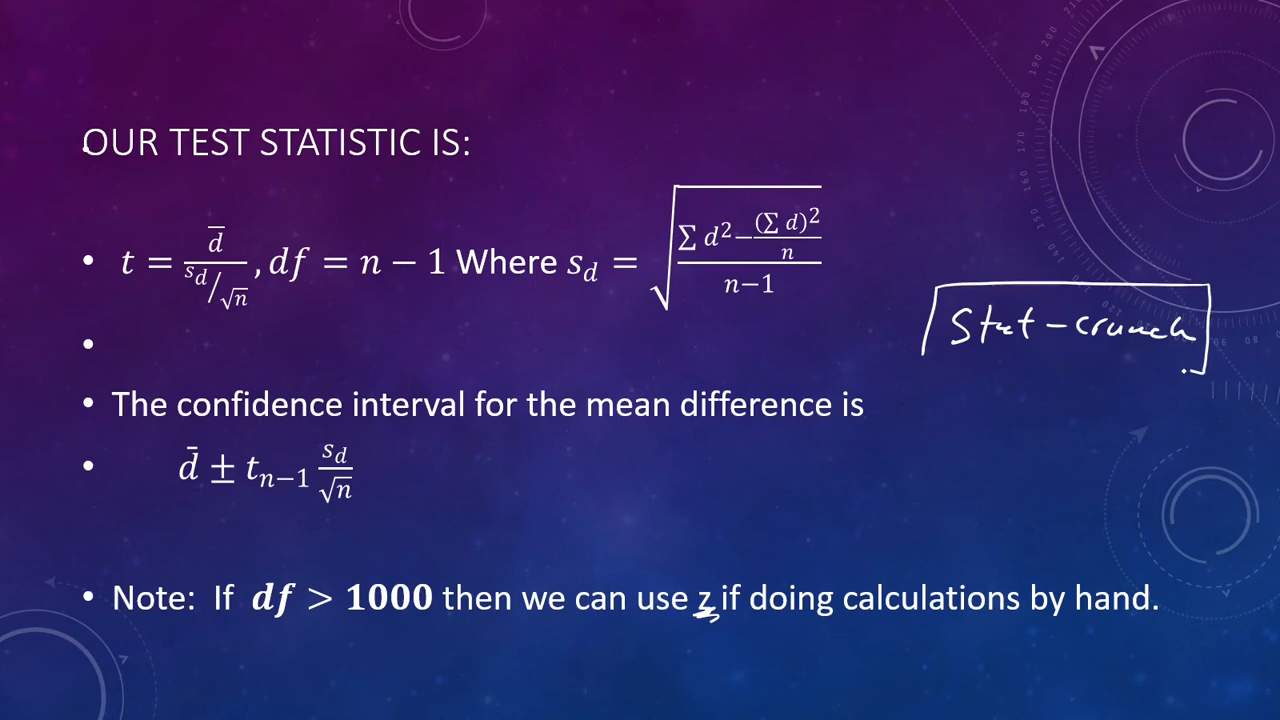 OUR TEST STATISTIC IS:
• t = d̄ / (s_d/√n) , df = n − 1 Where s_d = √((∑ d² − (∑ d)²/n) / (n−1))
•
Stat-crunch
• The confidence interval for the mean difference is
• d̄ ± t_{n−1} s_d/√n
• Note: If df > 1000 then we can use z, if doing calculations by hand.